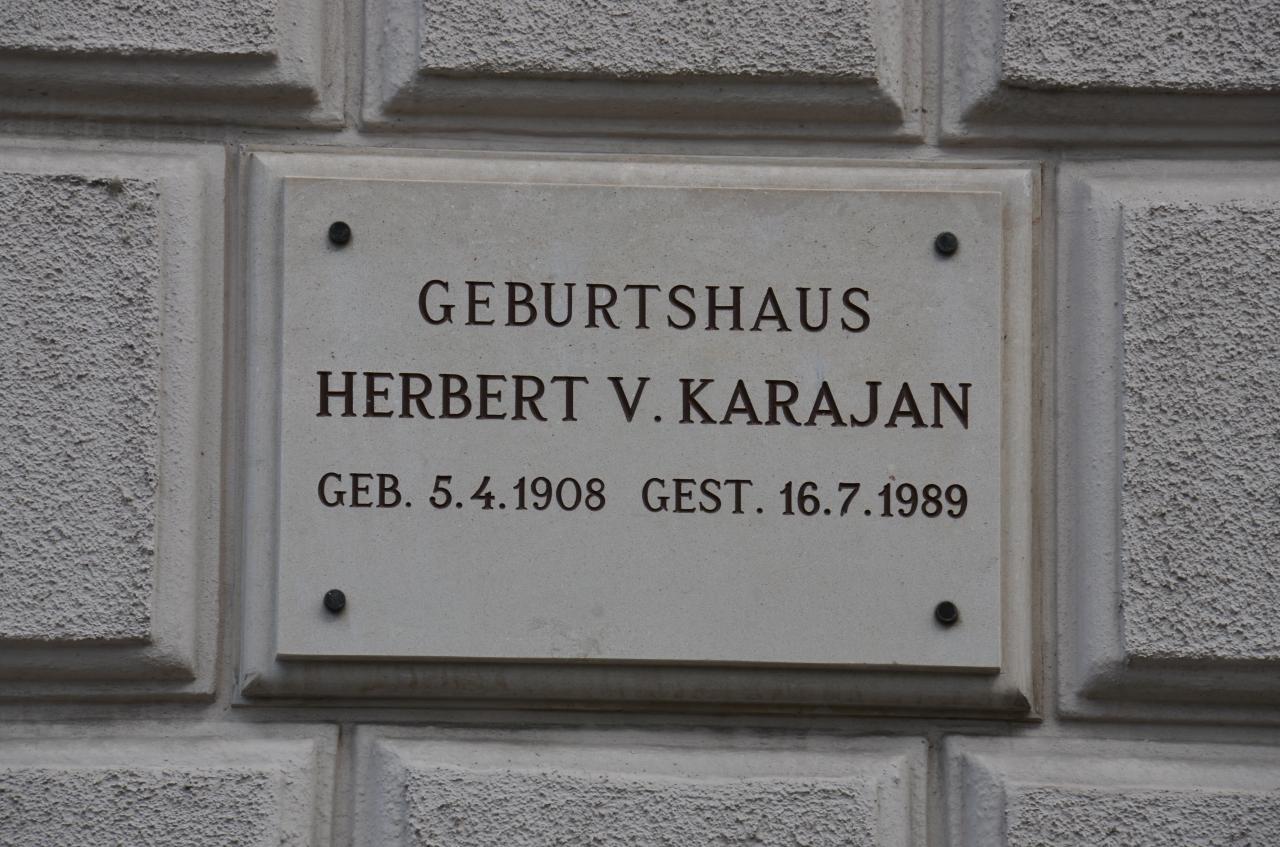 GEBURTSHAUS
HERBERT V. KARAJAN
GEB. 5.4.1908 GEST. 16.7.1989